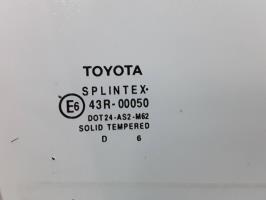 TOYOTA
SPLINTEX·
E6 43R-00050
DOT24-AS2-M62
SOLID TEMPERED
D 6